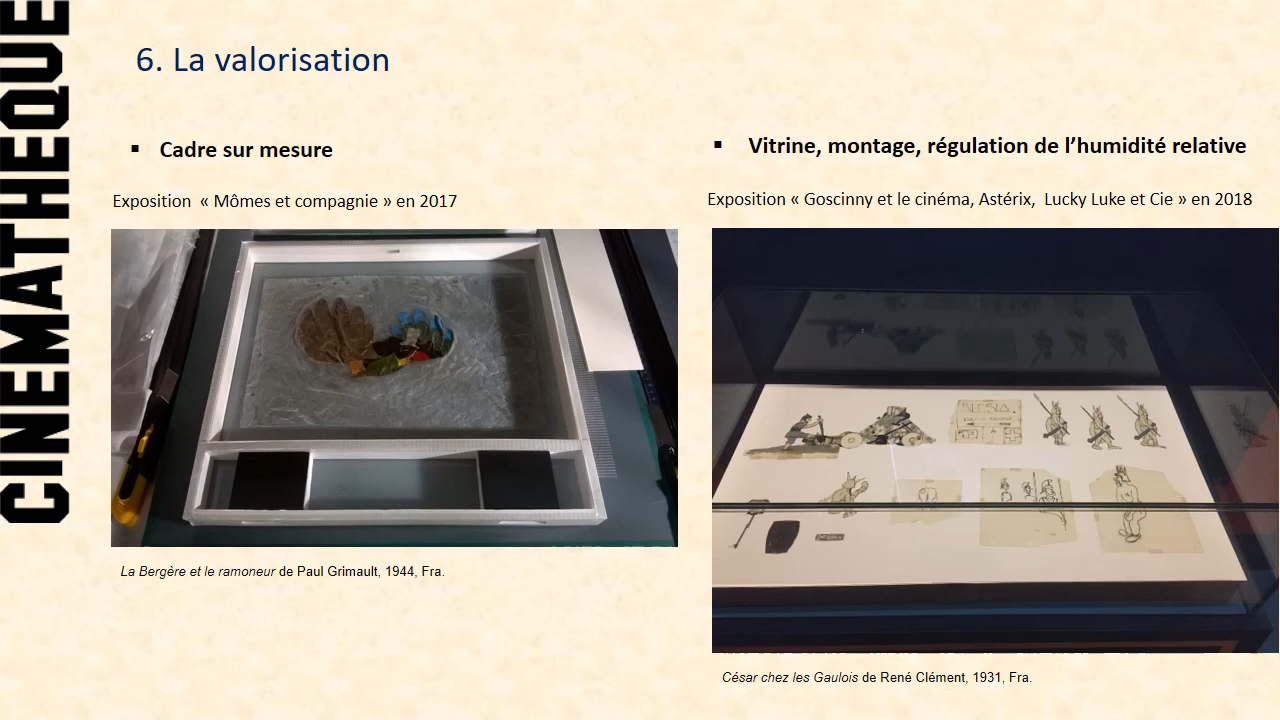 CINEMATHEQUE
6. La valorisation
▪ Cadre sur mesure
Exposition « Mômes et compagnie » en 2017
La Bergère et le ramoneur de Paul Grimault, 1944, Fra.
▪ Vitrine, montage, régulation de l’humidité relative
Exposition « Goscinny et le cinéma, Astérix, Lucky Luke et Cie » en 2018
ALESIA
César chez les Gaulois de René Clément, 1931, Fra.